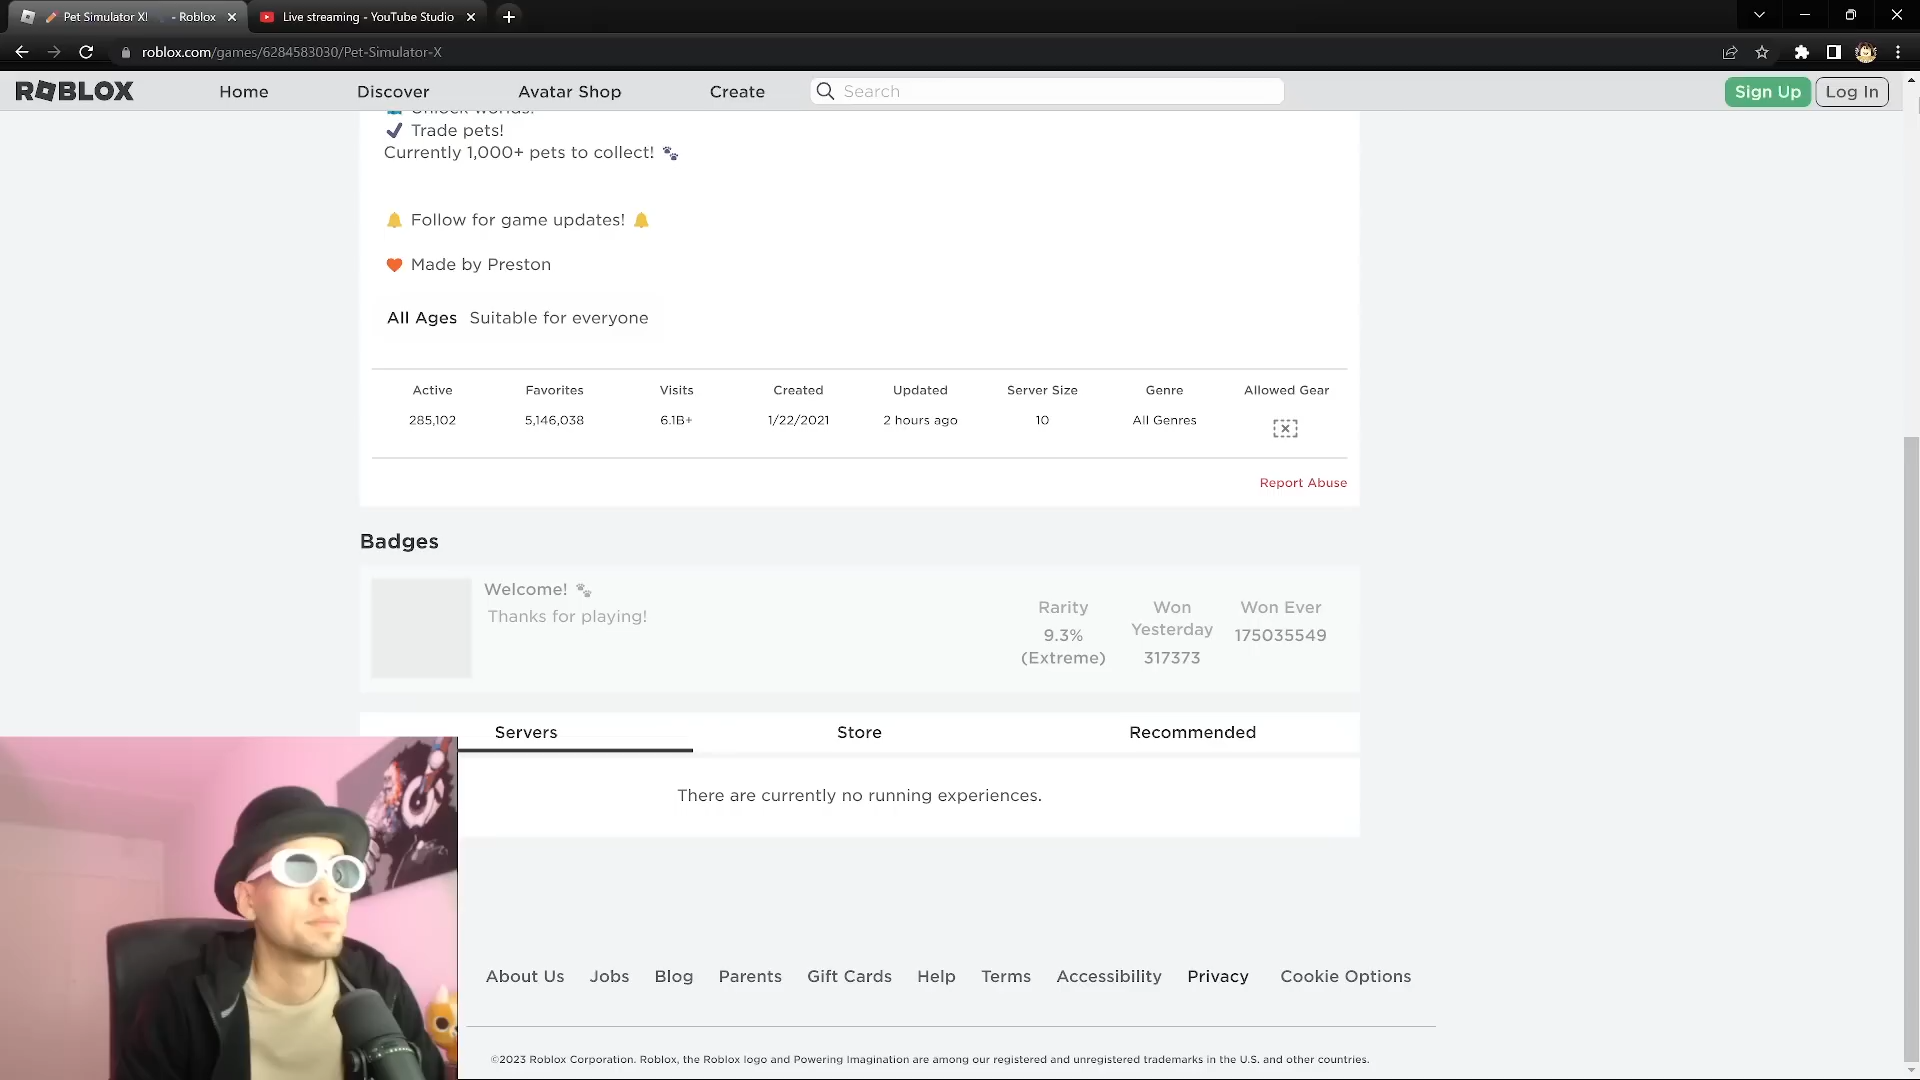 Pet Simulator X! - Roblox
Live streaming - YouTube Studio
roblox.com/games/6284583030/Pet-Simulator-X
ROBLOX
Home
Discover
Avatar Shop
Create
Search
Sign Up
Log In
Unlock worlds!
Trade pets!
Currently 1,000+ pets to collect!
Follow for game updates!
Made by Preston
All Ages Suitable for everyone
Active Favorites Visits Created Updated Server Size Genre Allowed Gear
285,102 5,146,038 6.1B+ 1/22/2021 2 hours ago 10 All Genres
Report Abuse
Badges
Welcome!
Thanks for playing!
Rarity
9.3%
(Extreme)
Won
Yesterday
317373
Won Ever
175035549
Servers
Store
Recommended
There are currently no running experiences.
About Us Jobs Blog Parents Gift Cards Help Terms Accessibility Privacy Cookie Options
©2023 Roblox Corporation. Roblox, the Roblox logo and Powering Imagination are among our registered and unregistered trademarks in the U.S. and other countries.